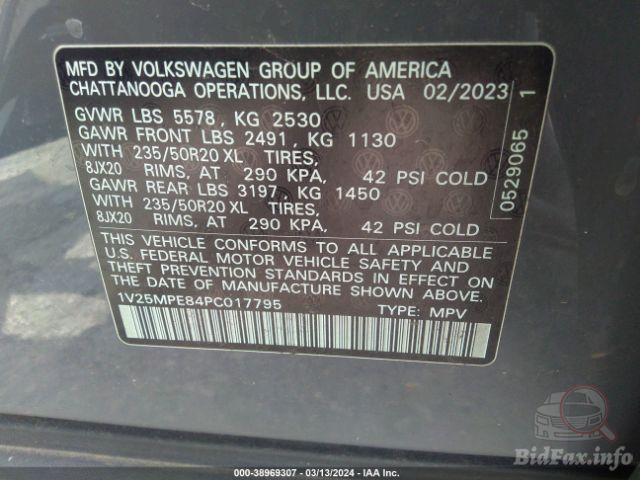 MFD BY VOLKSWAGEN GROUP OF AMERICA
CHATTANOOGA OPERATIONS, LLC. USA 02/2023
GVWR LBS 5578, KG 2530
GAWR FRONT LBS 2491, KG 1130
WITH 235/50R20 XL TIRES,
8JX20 RIMS, AT 290 KPA, 42 PSI COLD
GAWR REAR LBS 3197, KG 1450
WITH 235/50R20 XL TIRES,
8JX20 RIMS, AT 290 KPA, 42 PSI COLD
THIS VEHICLE CONFORMS TO ALL APPLICABLE
U.S. FEDERAL MOTOR VEHICLE SAFETY AND
THEFT PREVENTION STANDARDS IN EFFECT ON
THE DATE OF MANUFACTURE SHOWN ABOVE.
1V25MPE84PC017795 TYPE: MPV
0529065 1
BidFax.info
000-38969307 - 03/13/2024 - IAA Inc.